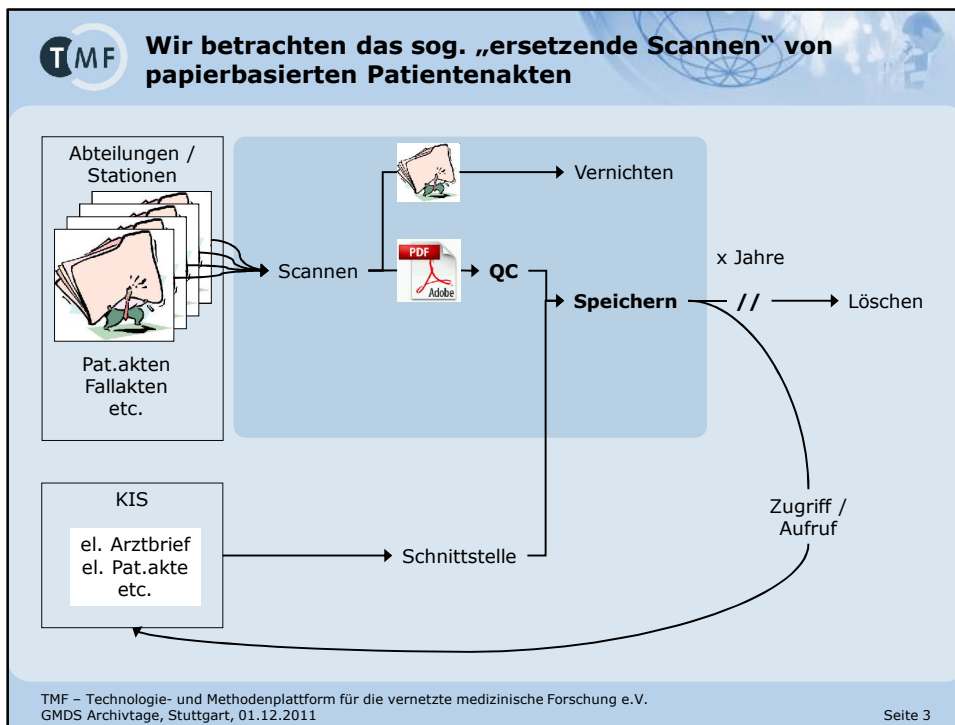 TMF
Wir betrachten das sog. „ersetzende Scannen“ von
papierbasierten Patientenakten
Abteilungen /
Stationen
Pat.akten
Fallakten
etc.
Scannen
Vernichten
PDF
Adobe
QC
Speichern
x Jahre
//
Löschen
KIS
el. Arztbrief
el. Pat.akte
etc.
Schnittstelle
Zugriff /
Aufruf
TMF – Technologie- und Methodenplattform für die vernetzte medizinische Forschung e.V.
GMDS Archivtage, Stuttgart, 01.12.2011
Seite 3